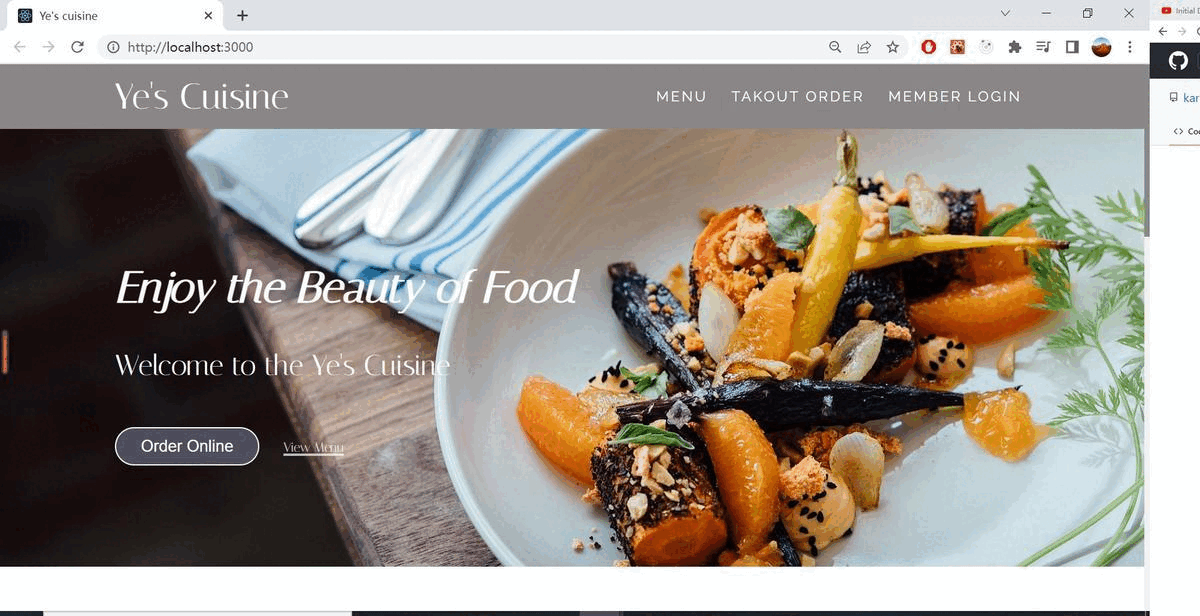 Ye's cuisine
Initial D
http://localhost:3000
kar
Ye's Cuisine
MENU TAKOUT ORDER MEMBER LOGIN
<> Co
Enjoy the Beauty of Food
Welcome to the Ye's Cuisine
Order Online View Menu